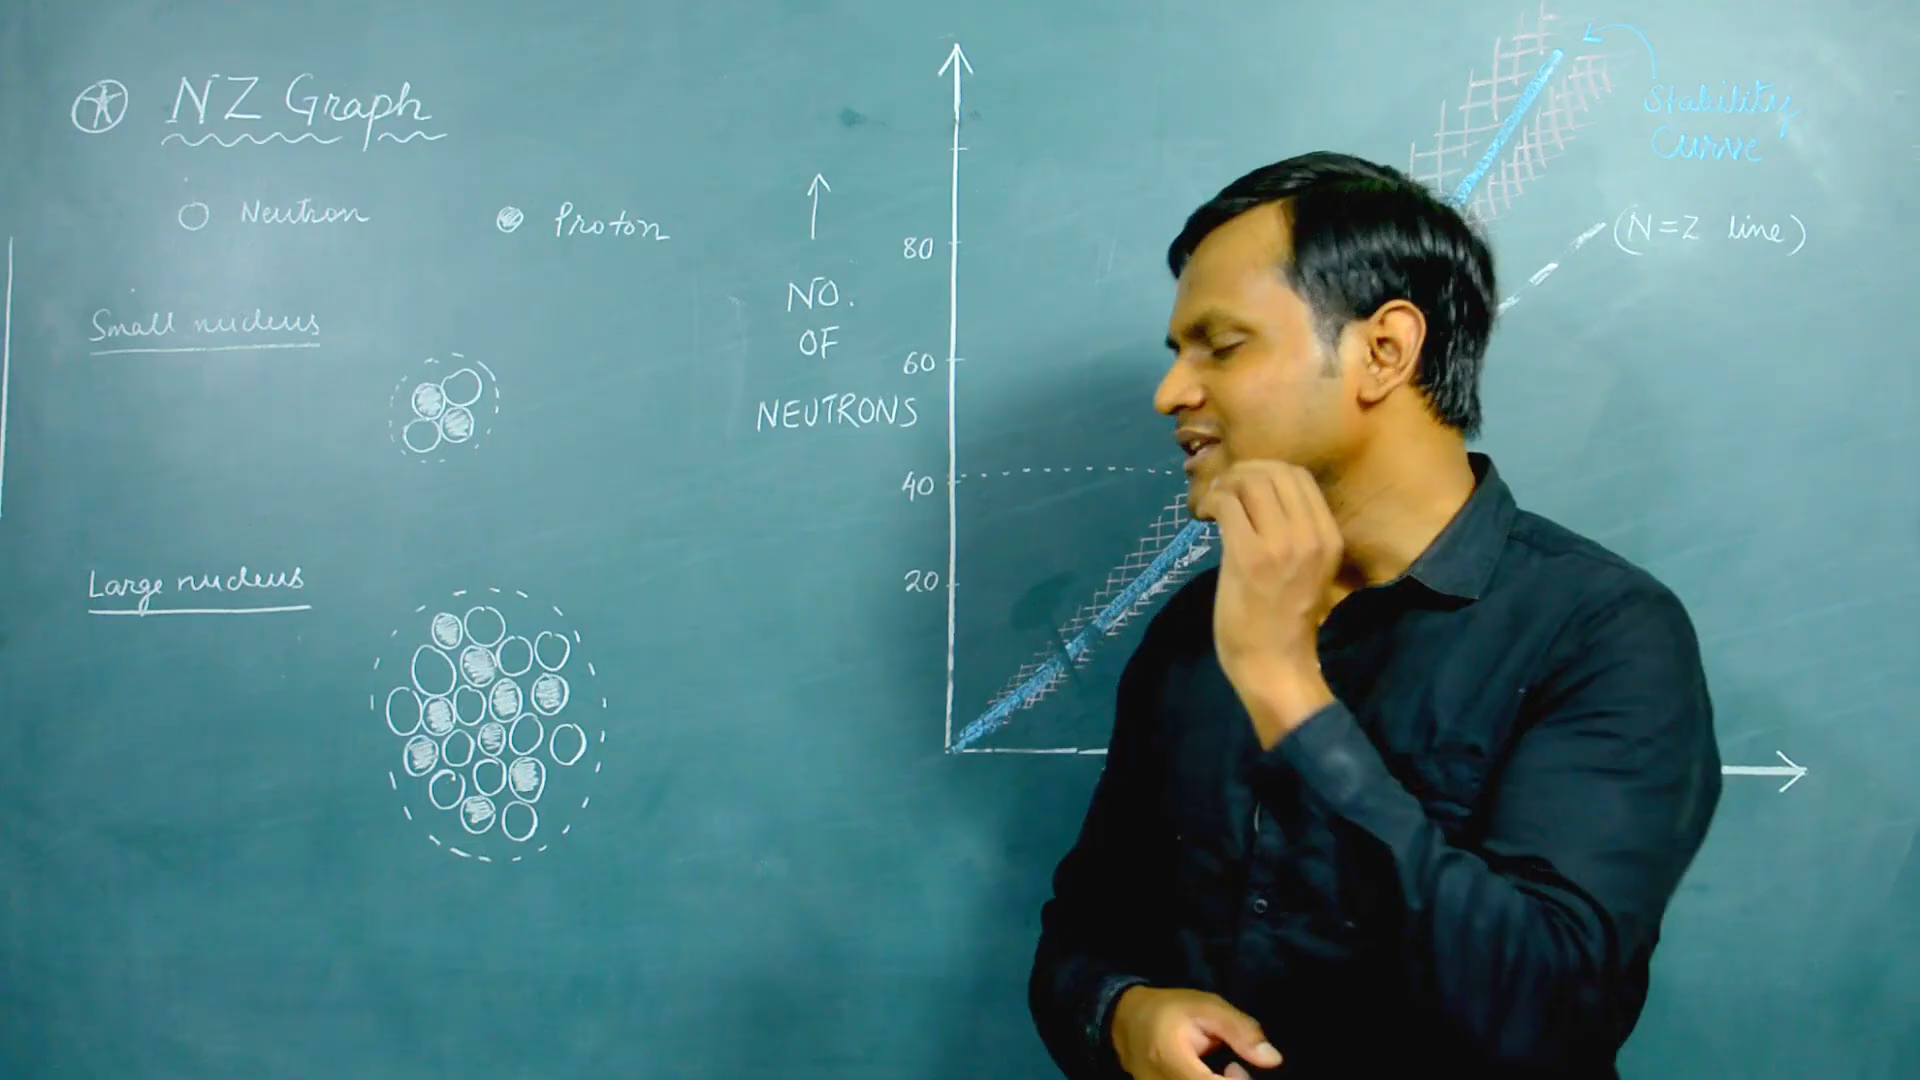 NZ Graph
Neutron
Proton
Small nucleus
Large nucleus
NO.
OF
NEUTRONS
80
60
40
20
Stability
Curve
(N=Z line)